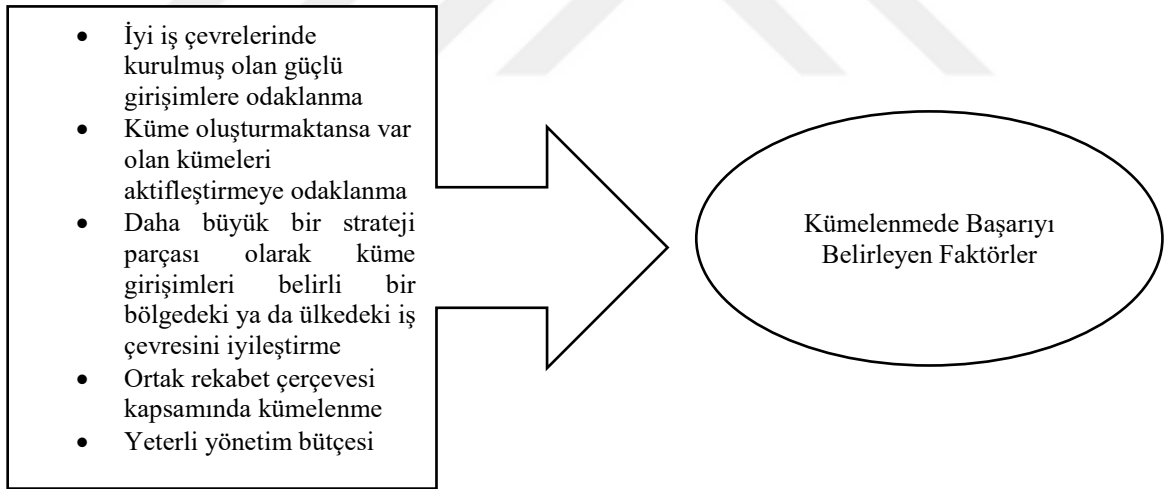 • İyi iş çevrelerinde
kurulmuş olan güçlü
girişimlere odaklanma
• Küme oluşturmaktansa var
olan kümeleri
aktifleştirmeye odaklanma
• Daha büyük bir strateji
parçası olarak küme
girişimleri belirli bir
bölgedeki ya da ülkedeki iş
çevresini iyileştirme
• Ortak rekabet çerçevesi
kapsamında kümelenme
• Yeterli yönetim bütçesi
Kümelenmede Başarıyı
Belirleyen Faktörler